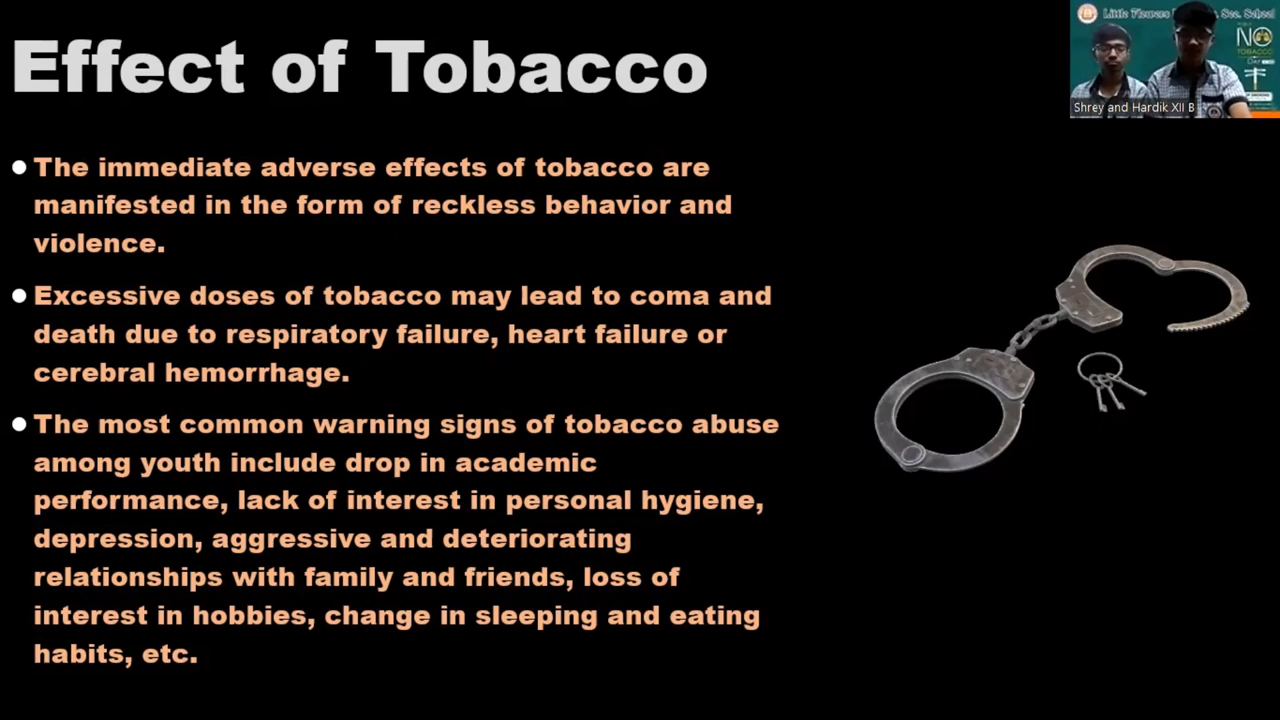 Effect of Tobacco
The immediate adverse effects of tobacco are
manifested in the form of reckless behavior and
violence.
Excessive doses of tobacco may lead to coma and
death due to respiratory failure, heart failure or
cerebral hemorrhage.
The most common warning signs of tobacco abuse
among youth include drop in academic
performance, lack of interest in personal hygiene,
depression, aggressive and deteriorating
relationships with family and friends, loss of
interest in hobbies, change in sleeping and eating
habits, etc.
Little Flowers Sec. School
NO
TOBACCO
DAY
Shrey and Hardik XII B